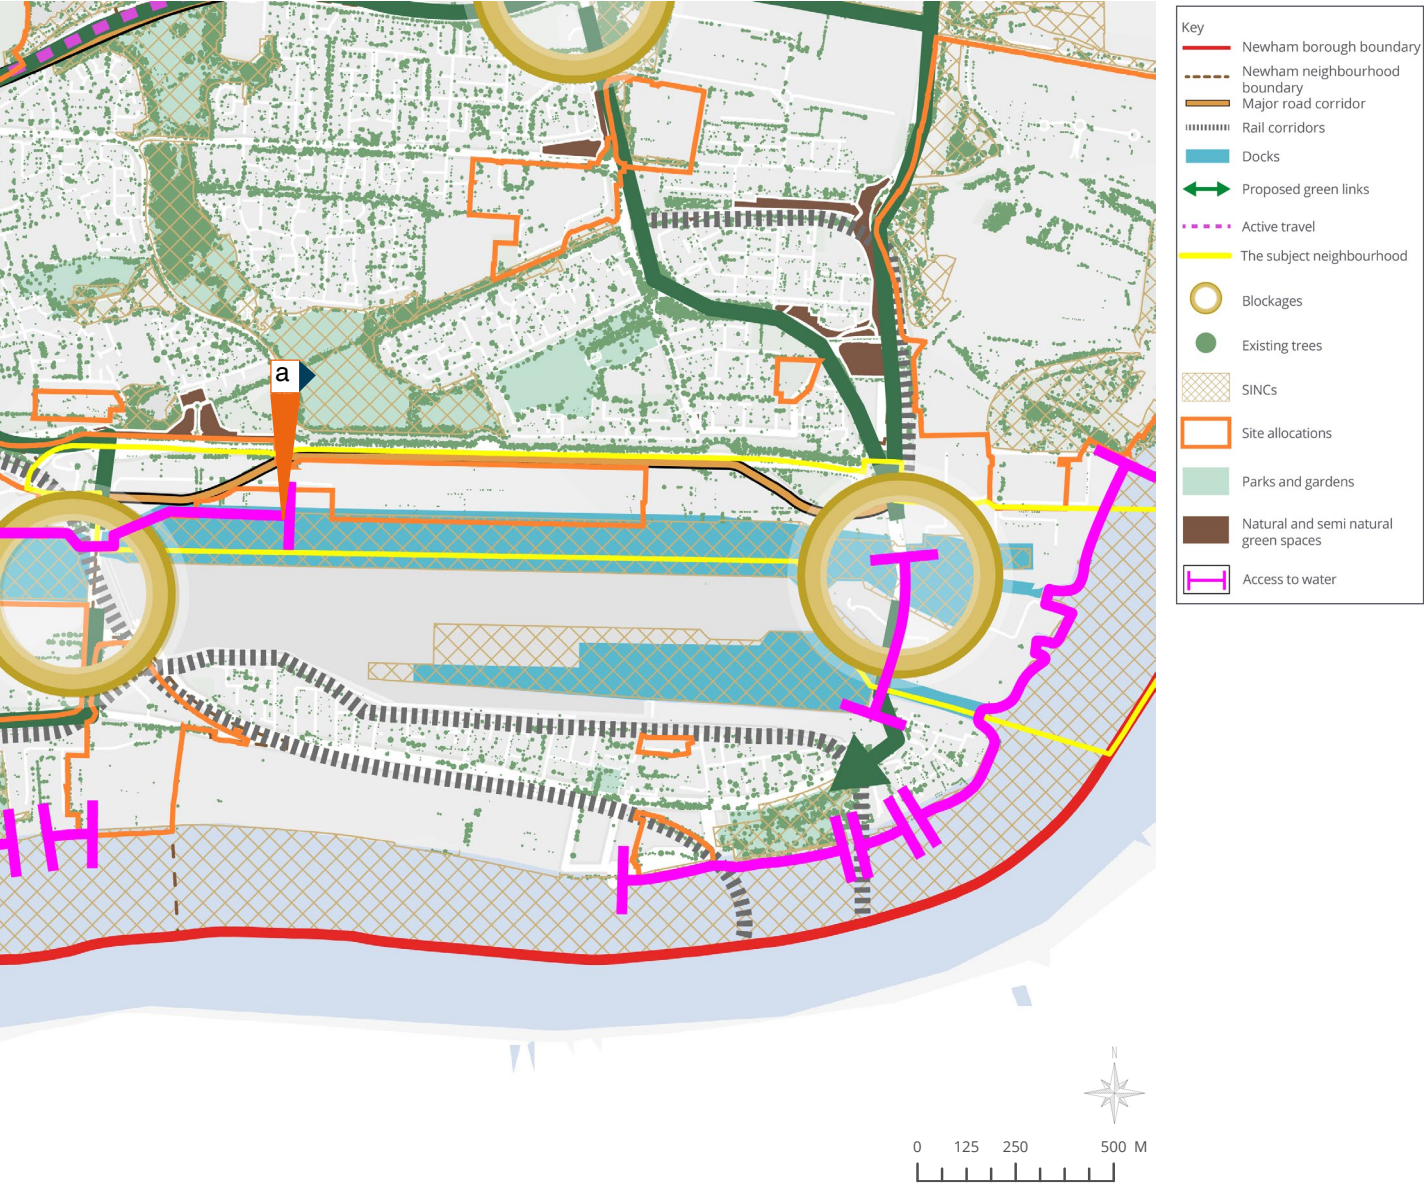 a
Key
Newham borough boundary
Newham neighbourhood
boundary
Major road corridor
Rail corridors
Docks
Proposed green links
Active travel
The subject neighbourhood
Blockages
Existing trees
SINCs
Site allocations
Parks and gardens
Natural and semi natural
green spaces
Access to water
N
0 125 250 500 M